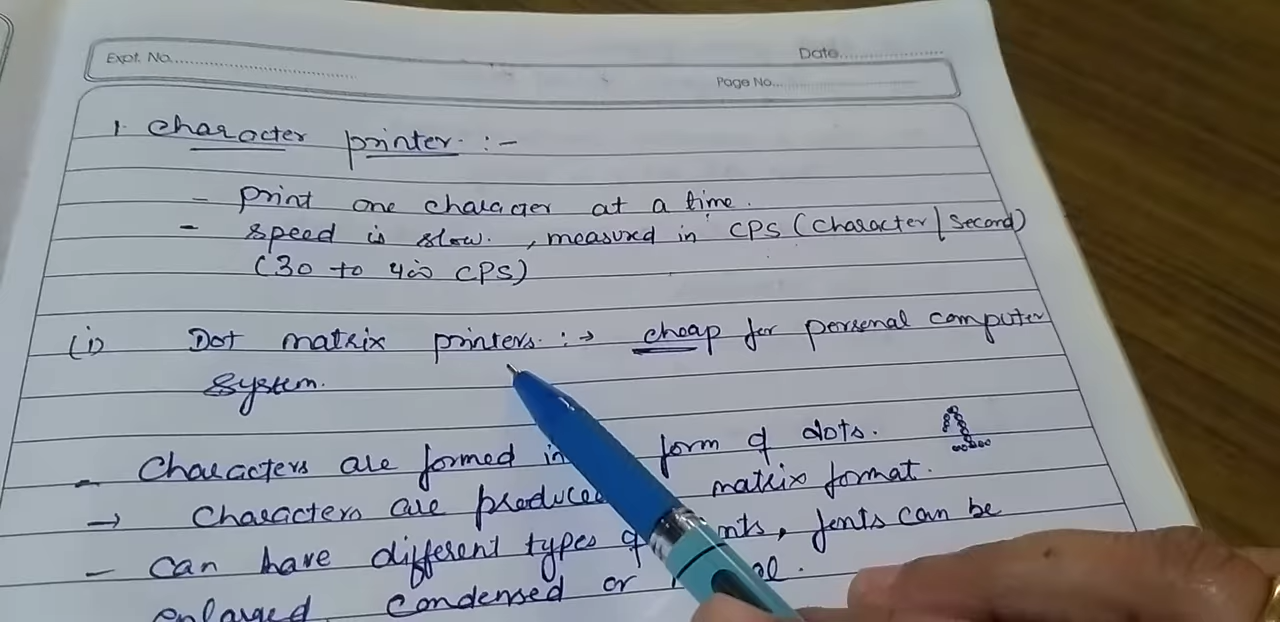 Expt. No.
Date
Page No.
1. Character printer :-
- print one character at a time.
- speed is slow. , measured in CPS (Character/Second)
(30 to 400 CPS)
(i) Dot matrix printers :→ cheap for personal computer
system.
- Characters are formed in form of dots.
→ Characters are produced matrix format.
- Can have different types of fonts can be
enlarged condensed or